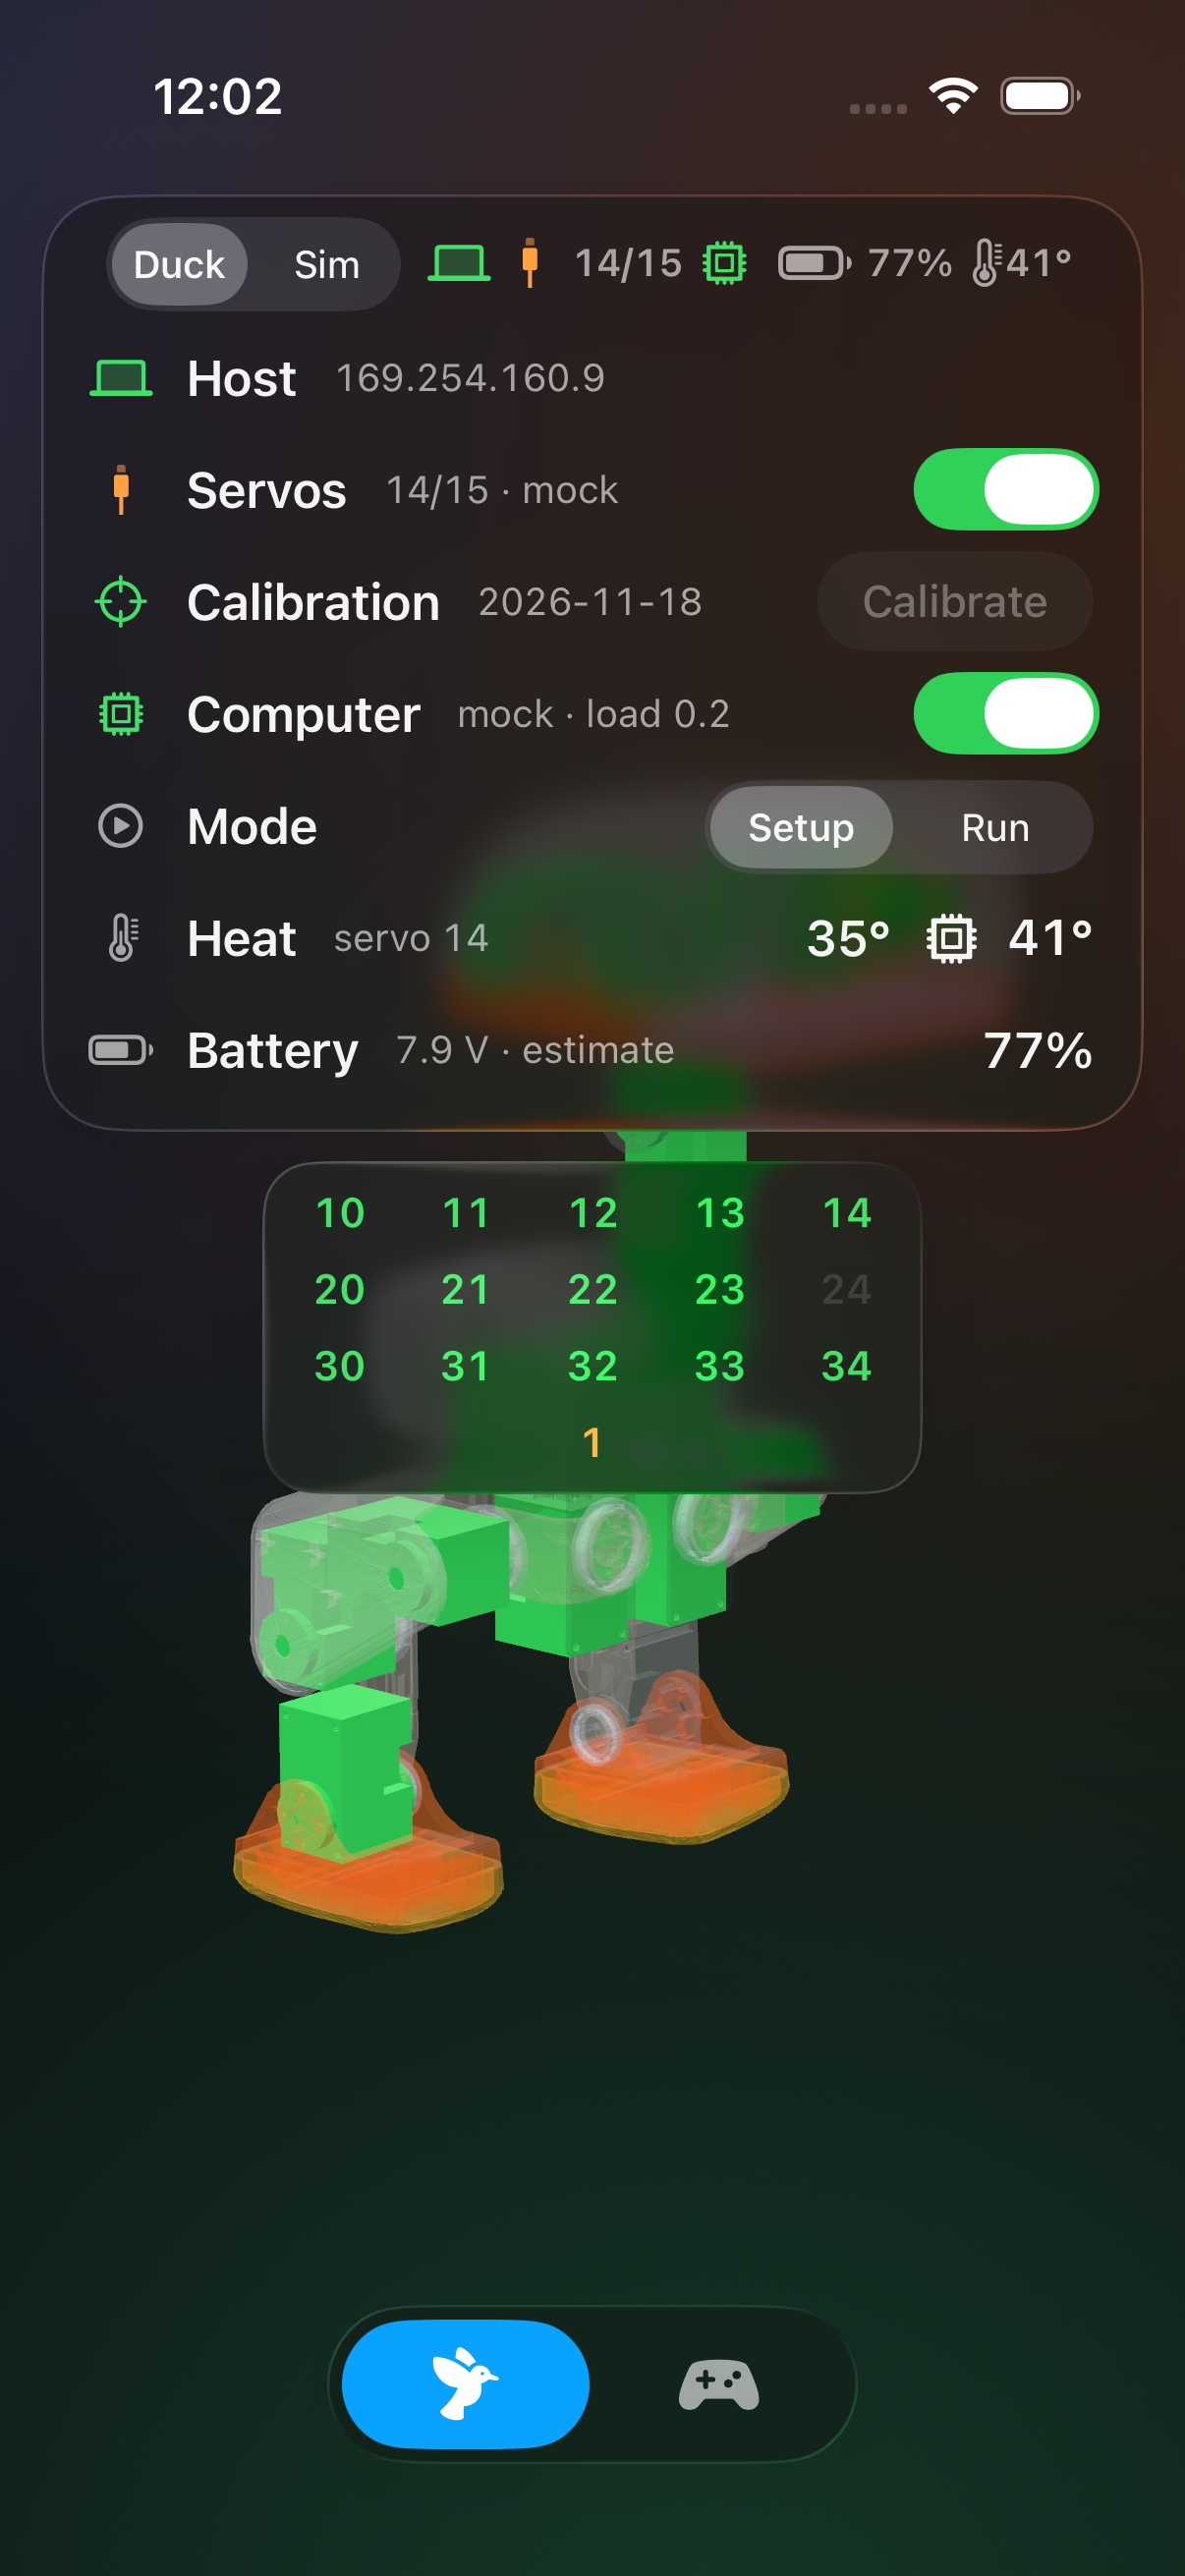 12:02
Duck Sim 14/15 77% 41°
Host 169.254.160.9
Servos 14/15 · mock
Calibration 2026-11-18 Calibrate
Computer mock · load 0.2
Mode Setup Run
Heat servo 14 35° 41°
Battery 7.9 V · estimate 77%
10 11 12 13 14
20 21 22 23 24
30 31 32 33 34
1